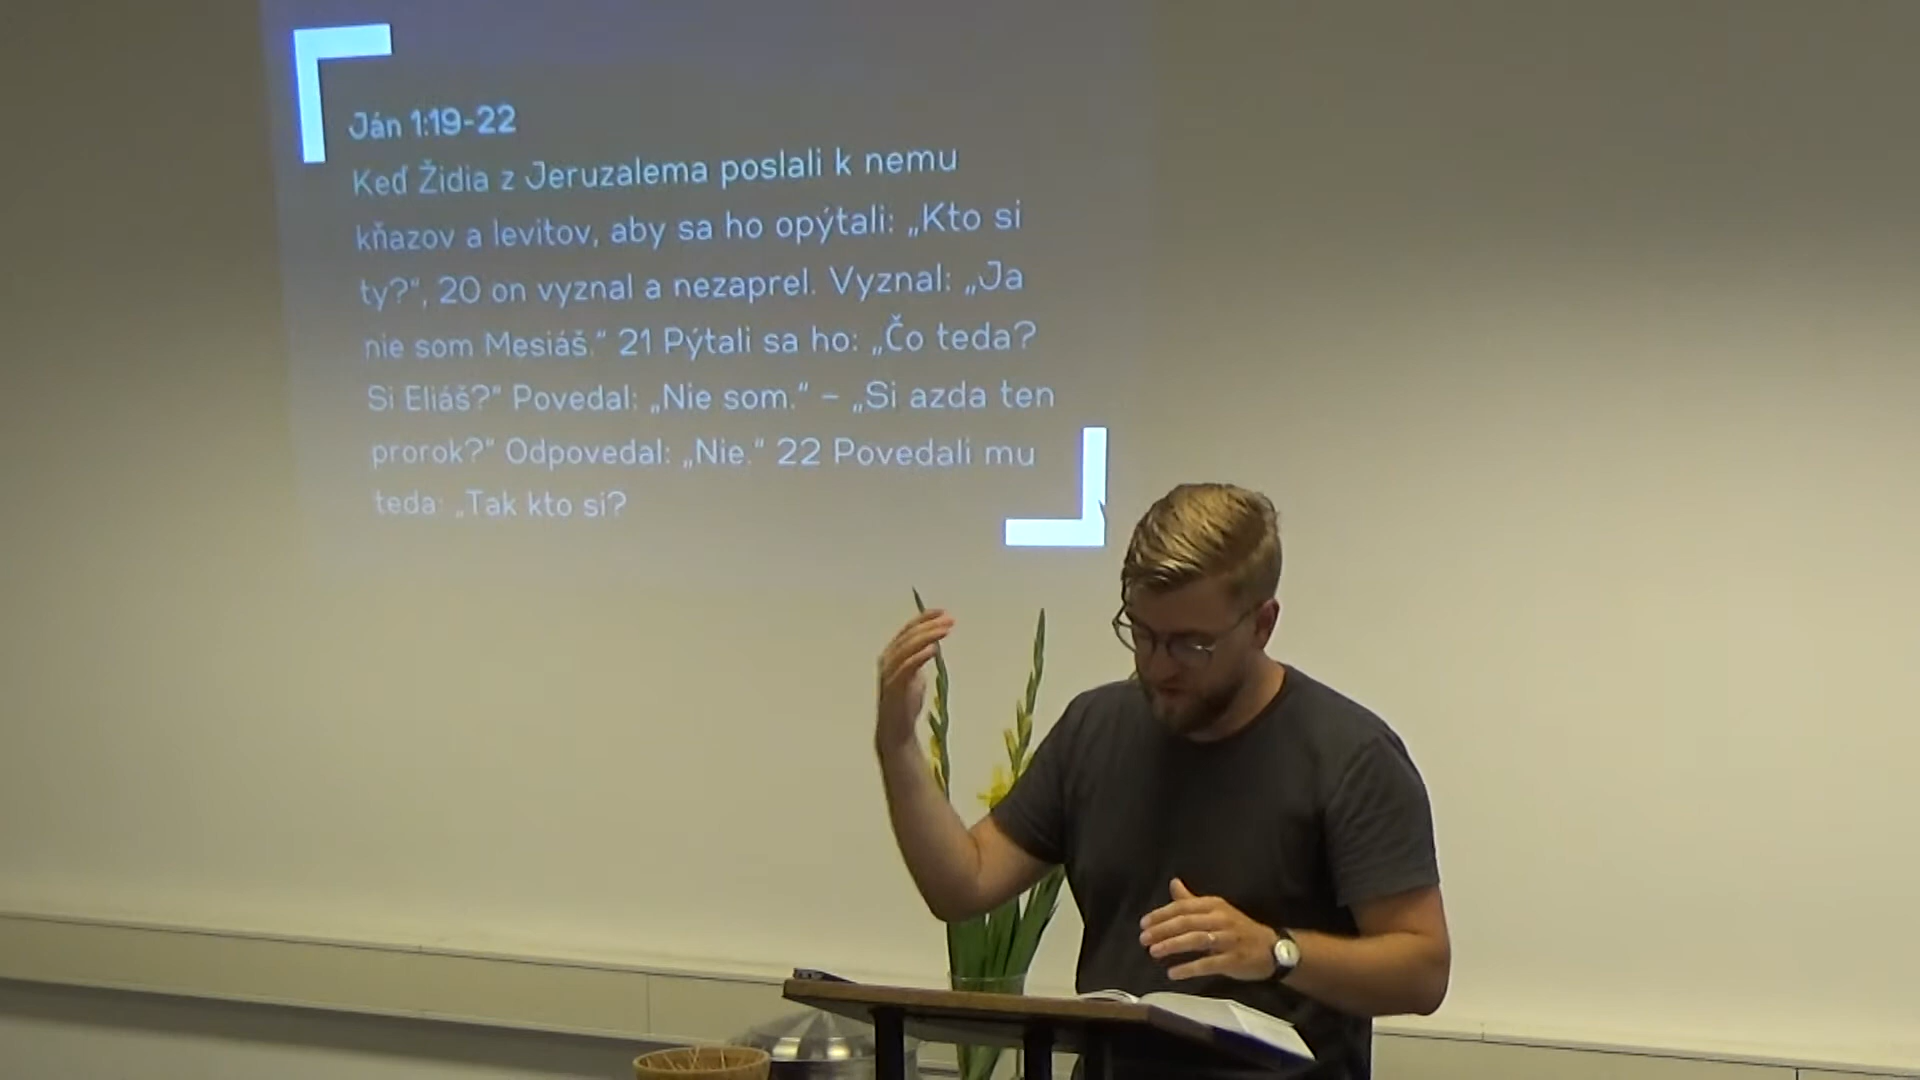 Ján 1:19-22
Keď Židia z Jeruzalema poslali k nemu
kňazov a levitov, aby sa ho opýtali: „Kto si
ty?“, 20 on vyznal a nezaprel. Vyznal: „Ja
nie som Mesiáš.“ 21 Pýtali sa ho: „Čo teda?
Si Eliáš?“ Povedal: „Nie som.“ – „Si azda ten
prorok?“ Odpovedal: „Nie.“ 22 Povedali mu
teda: „Tak kto si?